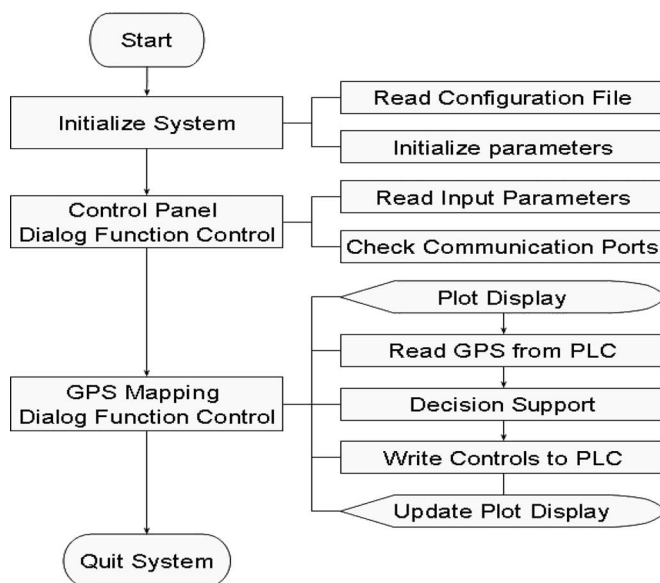 Start
Initialize System
Read Configuration File
Initialize parameters
Control Panel
Dialog Function Control
Read Input Parameters
Check Communication Ports
GPS Mapping
Dialog Function Control
Plot Display
Read GPS from PLC
Decision Support
Write Controls to PLC
Update Plot Display
Quit System